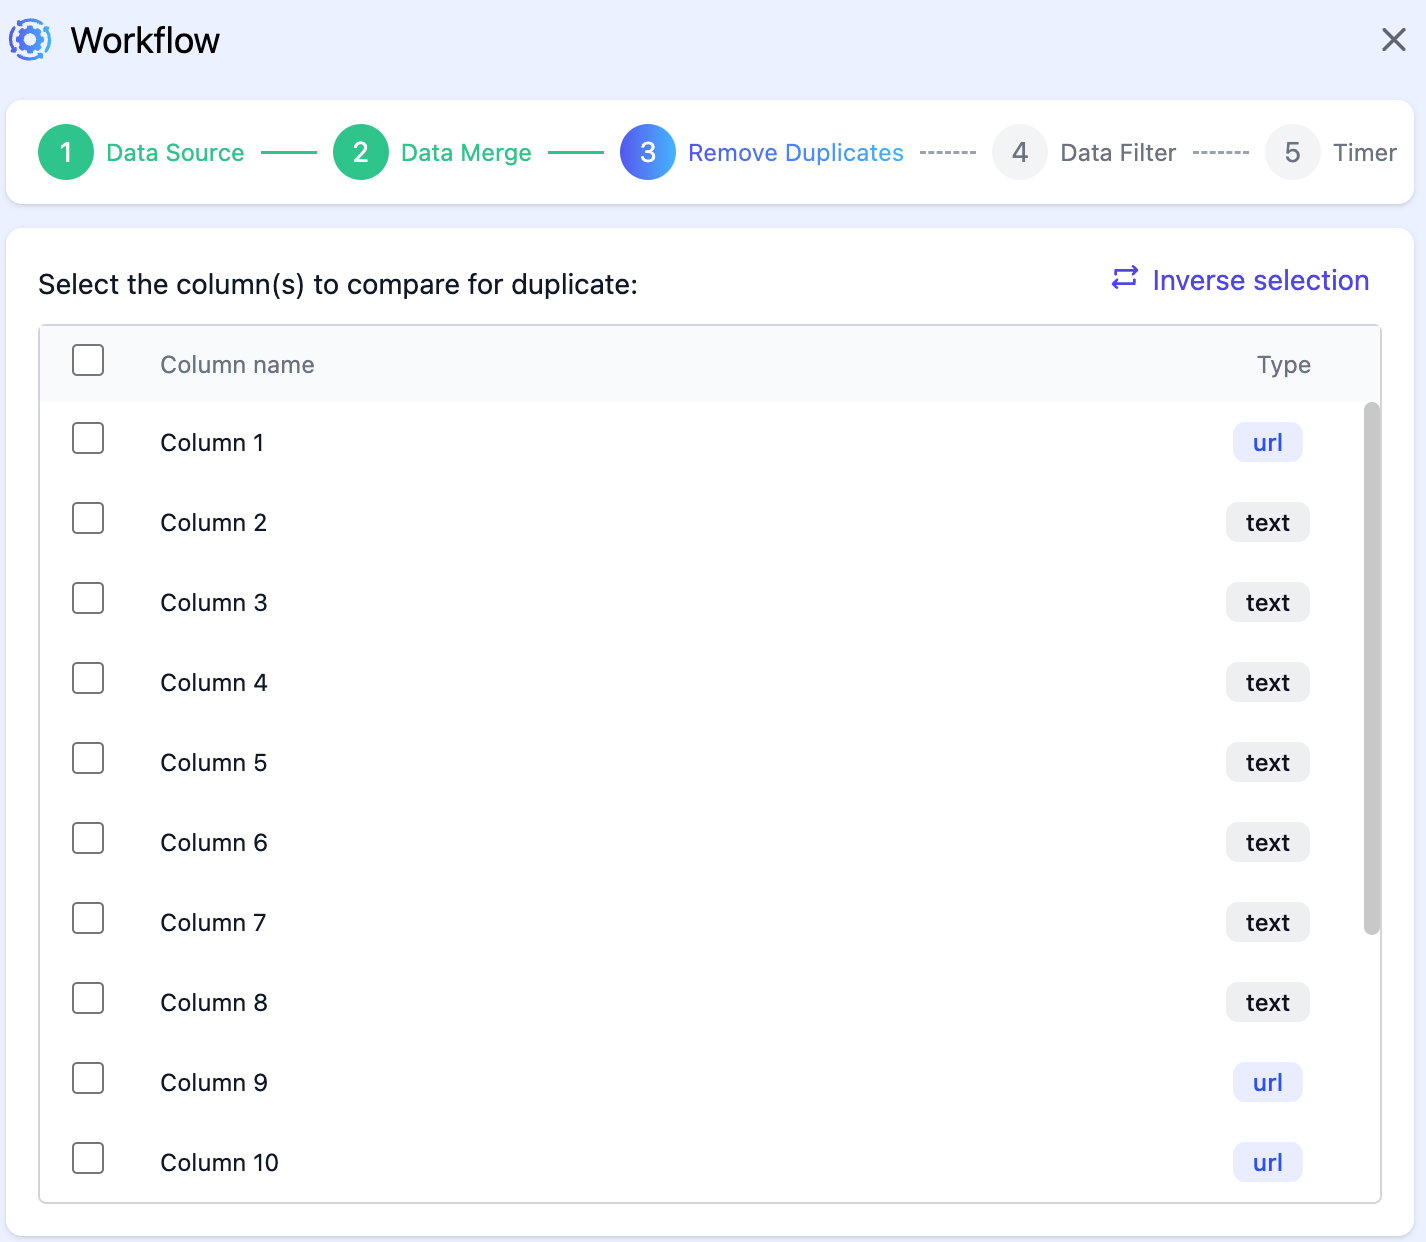 Workflow
1 Data Source 2 Data Merge 3 Remove Duplicates 4 Data Filter 5 Timer
Select the column(s) to compare for duplicate: Inverse selection
Column name Type
Column 1 url
Column 2 text
Column 3 text
Column 4 text
Column 5 text
Column 6 text
Column 7 text
Column 8 text
Column 9 url
Column 10 url